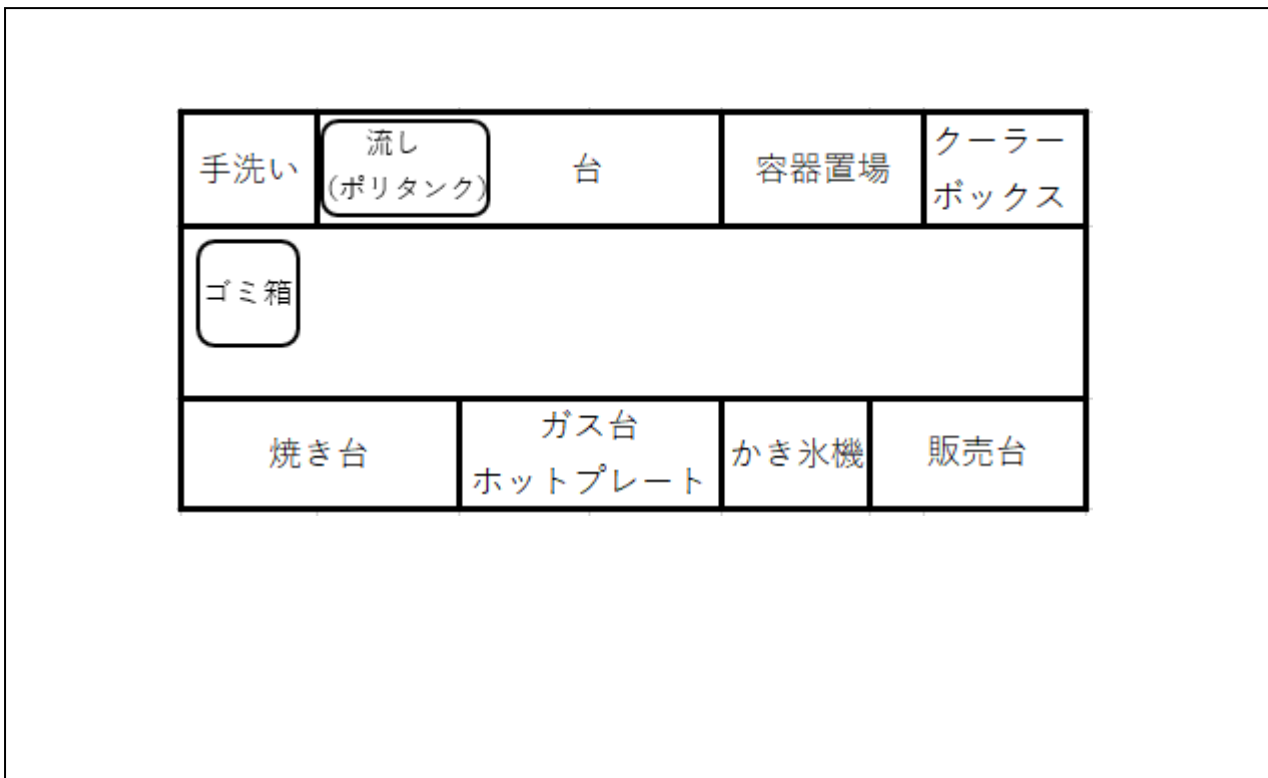 手洗い
流し
(ポリタンク)
台
容器置場
クーラー
ボックス
ゴミ箱
焼き台
ガス台
ホットプレート
かき氷機
販売台